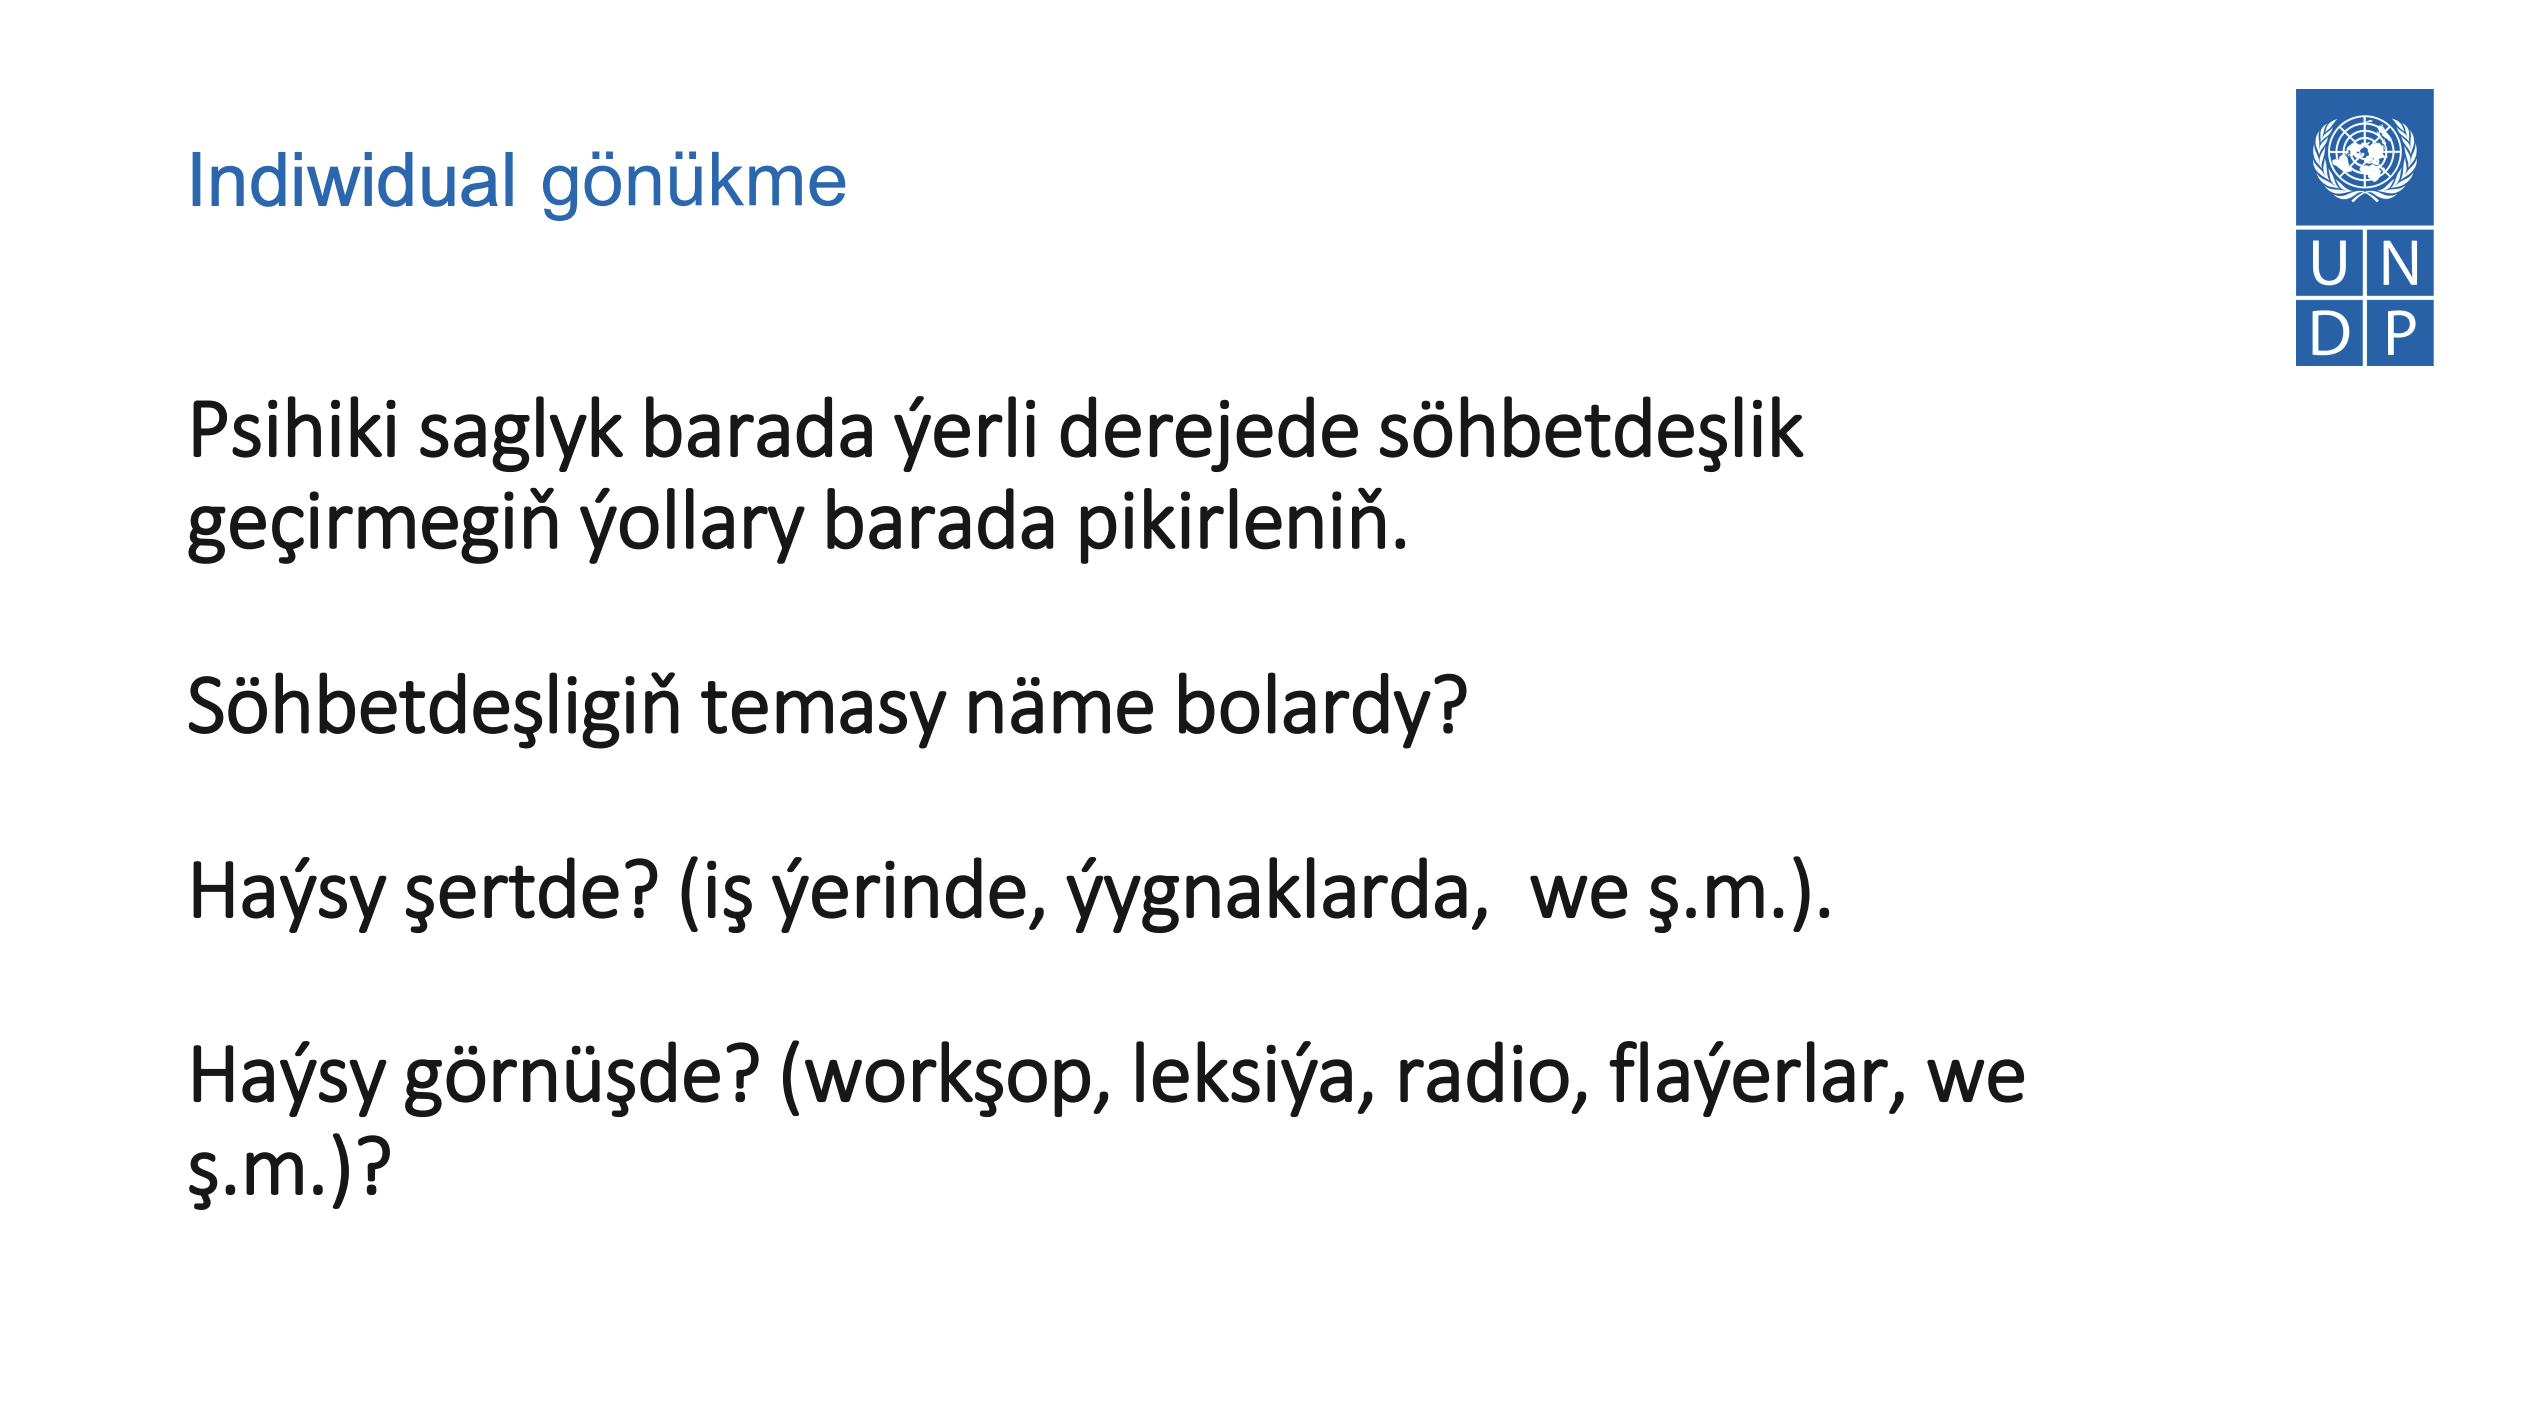 Indiwidual gönükme
U N
D P
Psihiki saglyk barada ýerli derejede söhbetdeşlik
geçirmegiň ýollary barada pikirleniň.
Söhbetdeşligiň temasy näme bolardy?
Haýsy şertde? (iş ýerinde, ýygnaklarda,  we ş.m.).
Haýsy görnüşde? (workşop, leksiýa, radio, flaýerlar, we
ş.m.)?